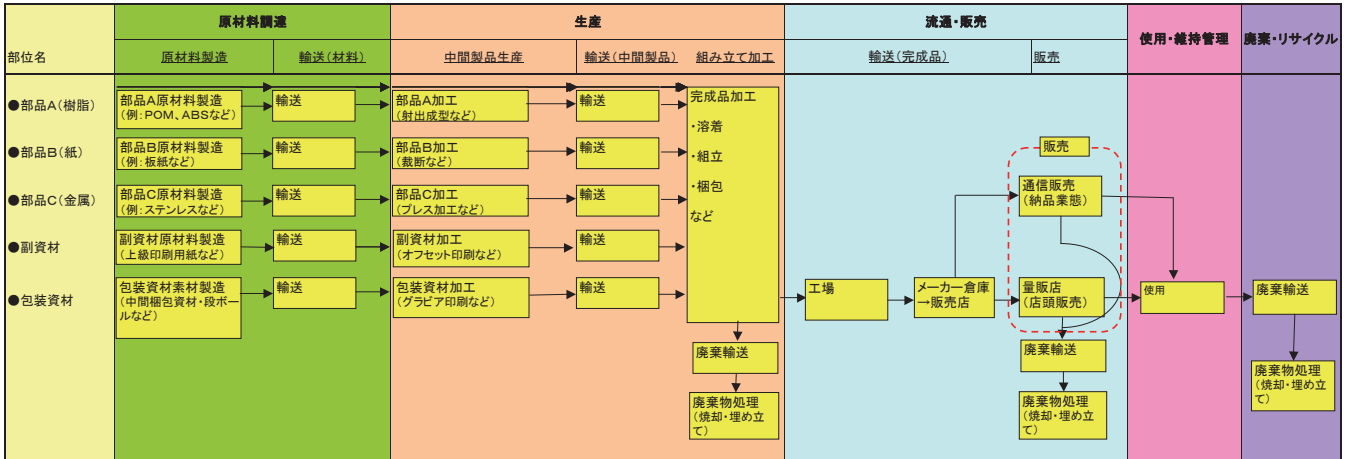 原材料調達
生産
流通・販売
使用・維持管理
廃棄・リサイクル
部位名
原材料製造
輸送(材料)
中間製品生産
輸送(中間製品)
組み立て加工
輸送(完成品)
販売
●部品A(樹脂)
部品A原材料製造
(例:POM、ABSなど)
輸送
部品A加工
(射出成型など)
輸送
完成品加工
・溶着
・組立
・梱包
など
●部品B(紙)
部品B原材料製造
(例:板紙など)
輸送
部品B加工
(裁断など)
輸送
●部品C(金属)
部品C原材料製造
(例:ステンレスなど)
輸送
部品C加工
(プレス加工など)
輸送
●副資材
副資材原材料製造
(上級印刷用紙など)
輸送
副資材加工
(オフセット印刷など)
輸送
●包装資材
包装資材素材製造
(中間梱包資材・段ボー
ルなど)
輸送
包装資材加工
(グラビア印刷など)
輸送
販売
通信販売
(納品業態)
工場
メーカー倉庫
→販売店
量販店
(店頭販売)
使用
廃棄輸送
廃棄輸送
廃棄物処理
(焼却・埋め立
て)
廃棄輸送
廃棄物処理
(焼却・埋め立
て)
廃棄物処理
(焼却・埋め立
て)